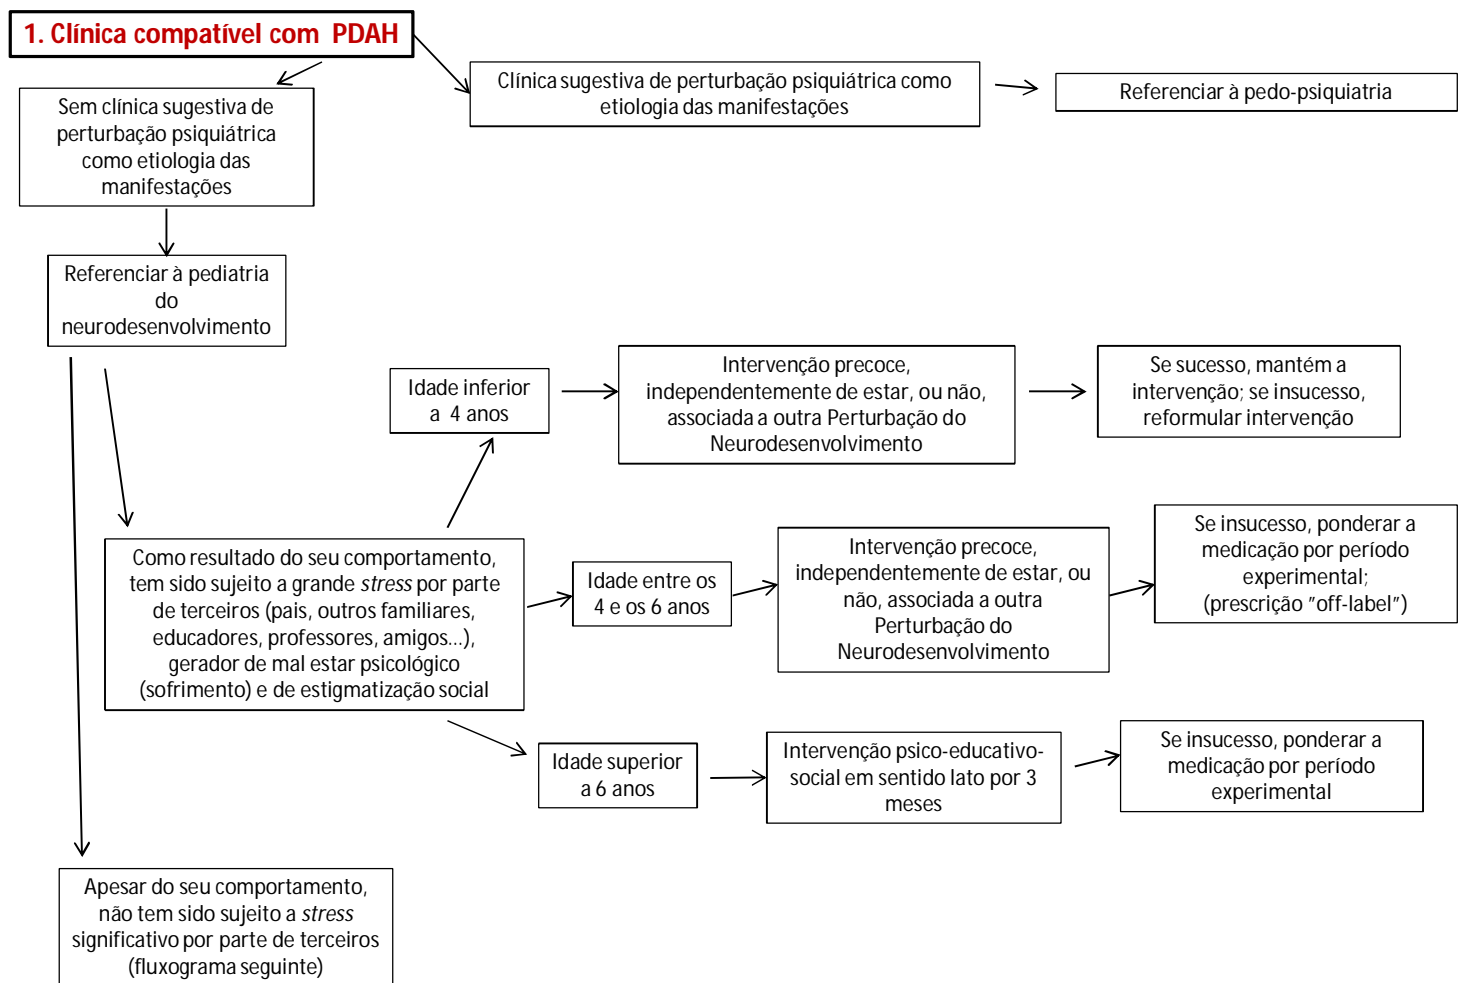 1. Clínica compatível com PDAH
Clínica sugestiva de perturbação psiquiátrica como
etiologia das manifestações
Referenciar à pedo-psiquiatria
Sem clínica sugestiva de
perturbação psiquiátrica
como etiologia das
manifestações
Referenciar à pediatria
do
neurodesenvolvimento
Idade inferior
a 4 anos
Intervenção precoce,
independentemente de estar, ou não,
associada a outra Perturbação do
Neurodesenvolvimento
Se sucesso, mantém a
intervenção; se insucesso,
reformular intervenção
Como resultado do seu comportamento,
tem sido sujeito a grande stress por parte
de terceiros (pais, outros familiares,
educadores, professores, amigos...),
gerador de mal estar psicológico
(sofrimento) e de estigmatização social
Idade entre os
4 e os 6 anos
Intervenção precoce,
independentemente de estar, ou
não, associada a outra
Perturbação do
Neurodesenvolvimento
Se insucesso, ponderar a
medicação por período
experimental;
(prescrição "off-label")
Idade superior
a 6 anos
Intervenção psico-educativo-
social em sentido lato por 3
meses
Se insucesso, ponderar a
medicação por período
experimental
Apesar do seu comportamento,
não tem sido sujeito a stress
significativo por parte de terceiros
(fluxograma seguinte)